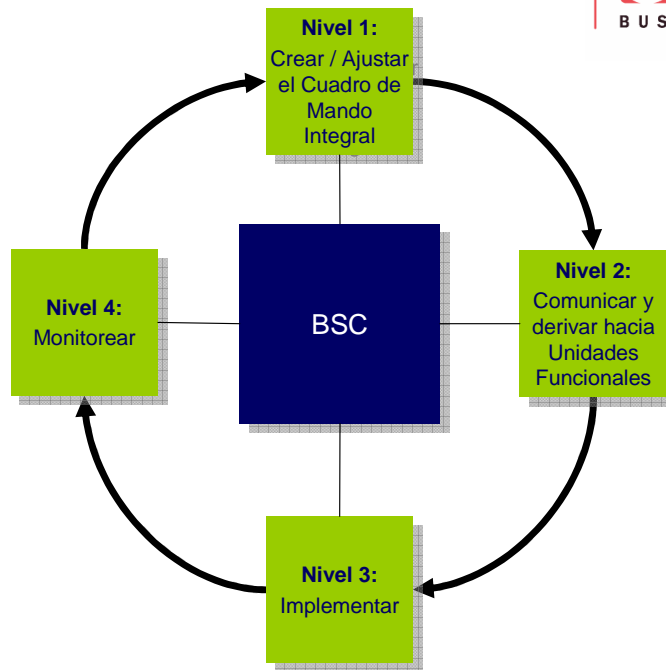 BUS
Nivel 1:
Crear / Ajustar
el Cuadro de
Mando
Integral
Nivel 2:
Comunicar y
derivar hacia
Unidades
Funcionales
BSC
Nivel 4:
Monitorear
Nivel 3:
Implementar